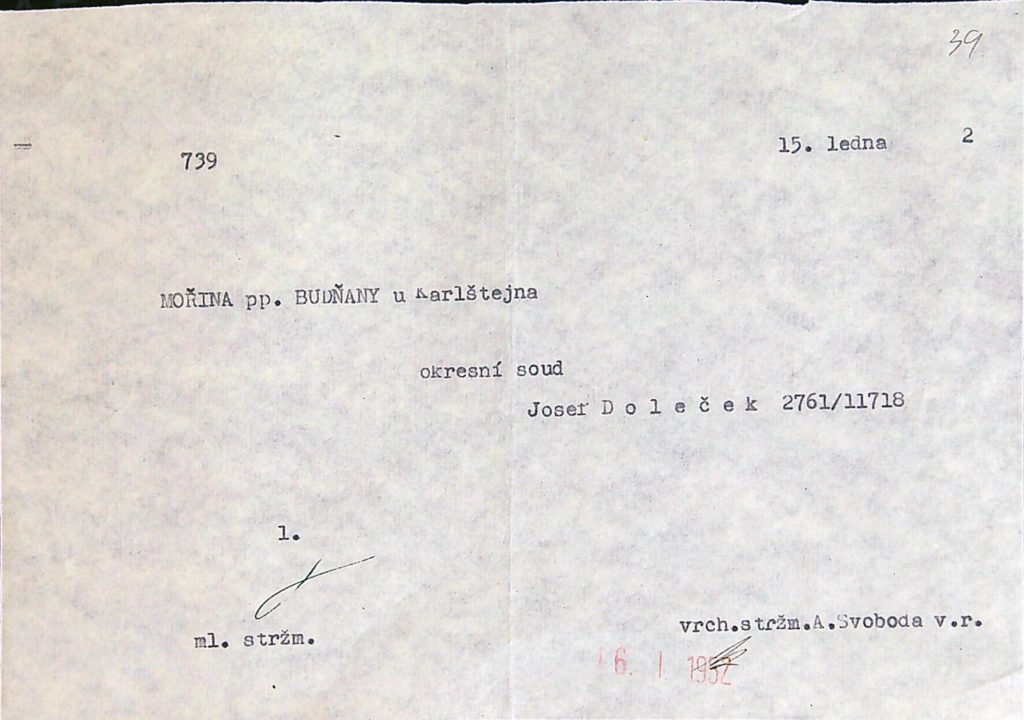 39
739 15. ledna 2
MOŘINA pp. BUDŇANY u Karlštejna
okresní soud
Josef D o l e č e k 2761/11718
1.
ml. stržm.
vrch.stržm.A.Svoboda v.r.
6. I 1952